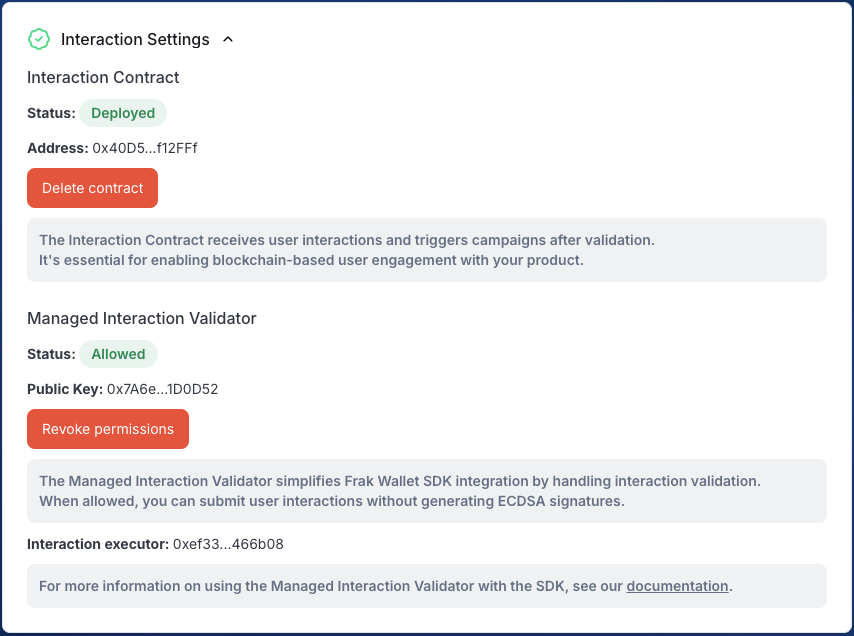 Interaction Settings
Interaction Contract
Status: Deployed
Address: 0x40D5...f12FFf
Delete contract
The Interaction Contract receives user interactions and triggers campaigns after validation.
It's essential for enabling blockchain-based user engagement with your product.
Managed Interaction Validator
Status: Allowed
Public Key: 0x7A6e...1D0D52
Revoke permissions
The Managed Interaction Validator simplifies Frak Wallet SDK integration by handling interaction validation.
When allowed, you can submit user interactions without generating ECDSA signatures.
Interaction executor: 0xef33...466b08
For more information on using the Managed Interaction Validator with the SDK, see our documentation.